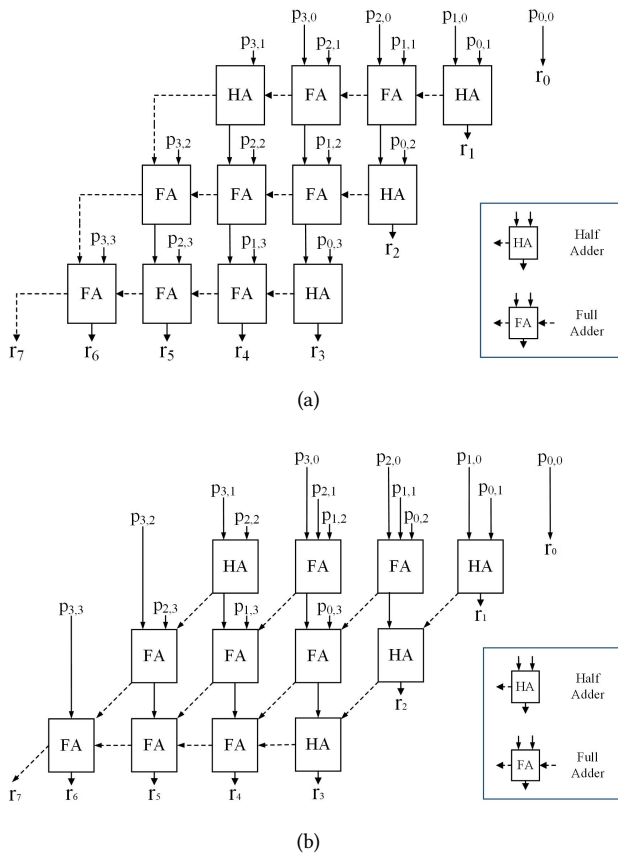 p3,0 p2,0 p1,0 p0,0
p3,1 p2,1 p1,1 p0,1
r0
HA FA FA HA
r1
p3,2 p2,2 p1,2 p0,2
FA FA FA HA
r2
p3,3 p2,3 p1,3 p0,3
FA FA FA HA
r7 r6 r5 r4 r3
HA Half
Adder
FA Full
Adder
(a)
p3,0 p2,0 p1,0 p0,0
p3,1 p2,1 p1,1 p0,1
p3,2 p2,2 p1,2 p0,2
r0
HA FA FA HA
r1
p3,3 p2,3 p1,3 p0,3
FA FA FA HA
r2
FA FA FA HA
r7 r6 r5 r4 r3
HA Half
Adder
FA Full
Adder
(b)